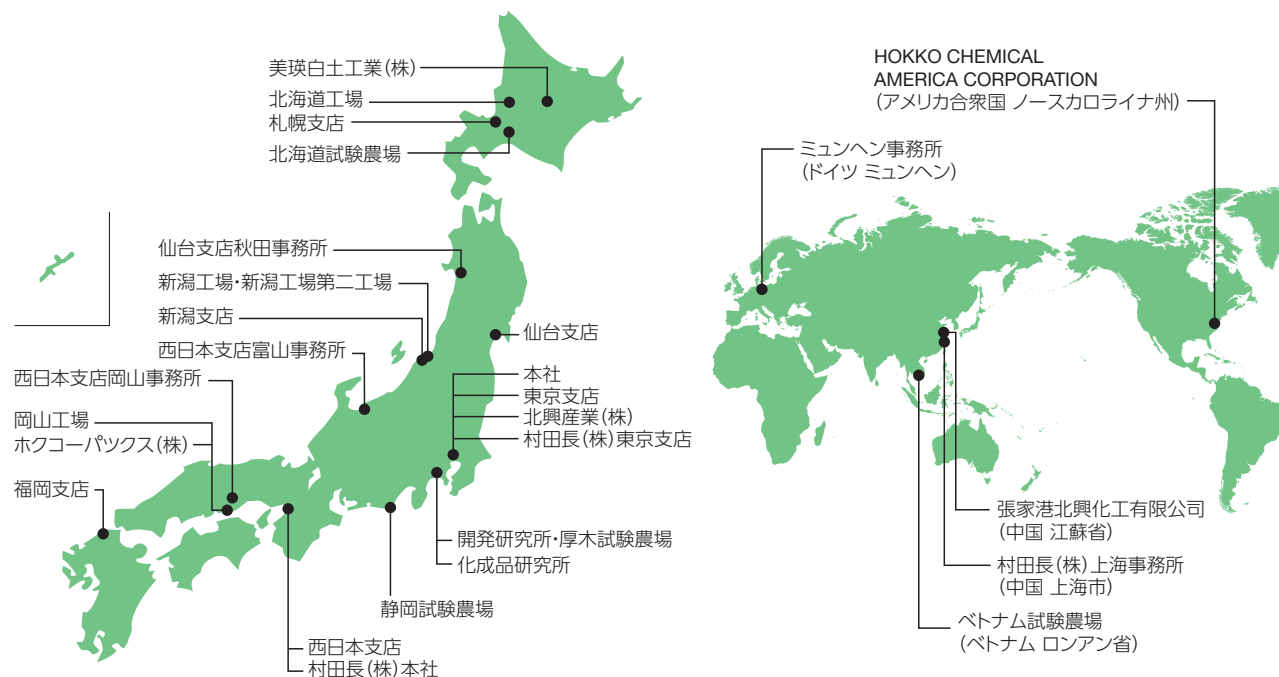 美瑛白土工業(株)
北海道工場
札幌支店
北海道試験農場
仙台支店秋田事務所
新潟工場・新潟工場第二工場
新潟支店
西日本支店富山事務所
西日本支店岡山事務所
岡山工場
ホクコーパツクス(株)
福岡支店
仙台支店
本社
東京支店
北興産業(株)
村田長(株)東京支店
開発研究所・厚木試験農場
化成品研究所
静岡試験農場
西日本支店
村田長(株)本社
HOKKO CHEMICAL
AMERICA CORPORATION
(アメリカ合衆国 ノースカロライナ州)
ミュンヘン事務所
(ドイツ ミュンヘン)
張家港北興化工有限公司
(中国 江蘇省)
村田長(株)上海事務所
(中国 上海市)
ベトナム試験農場
(ベトナム ロンアン省)